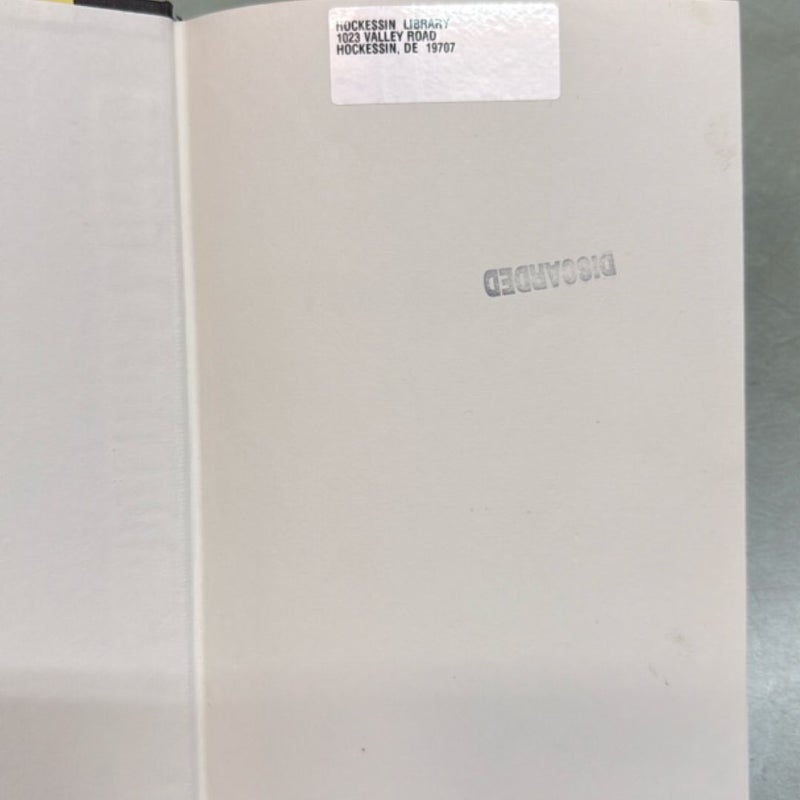 HOCKESSIN LIBRARY
1023 VALLEY ROAD
HOCKESSIN, DE 19707
DISCARDED